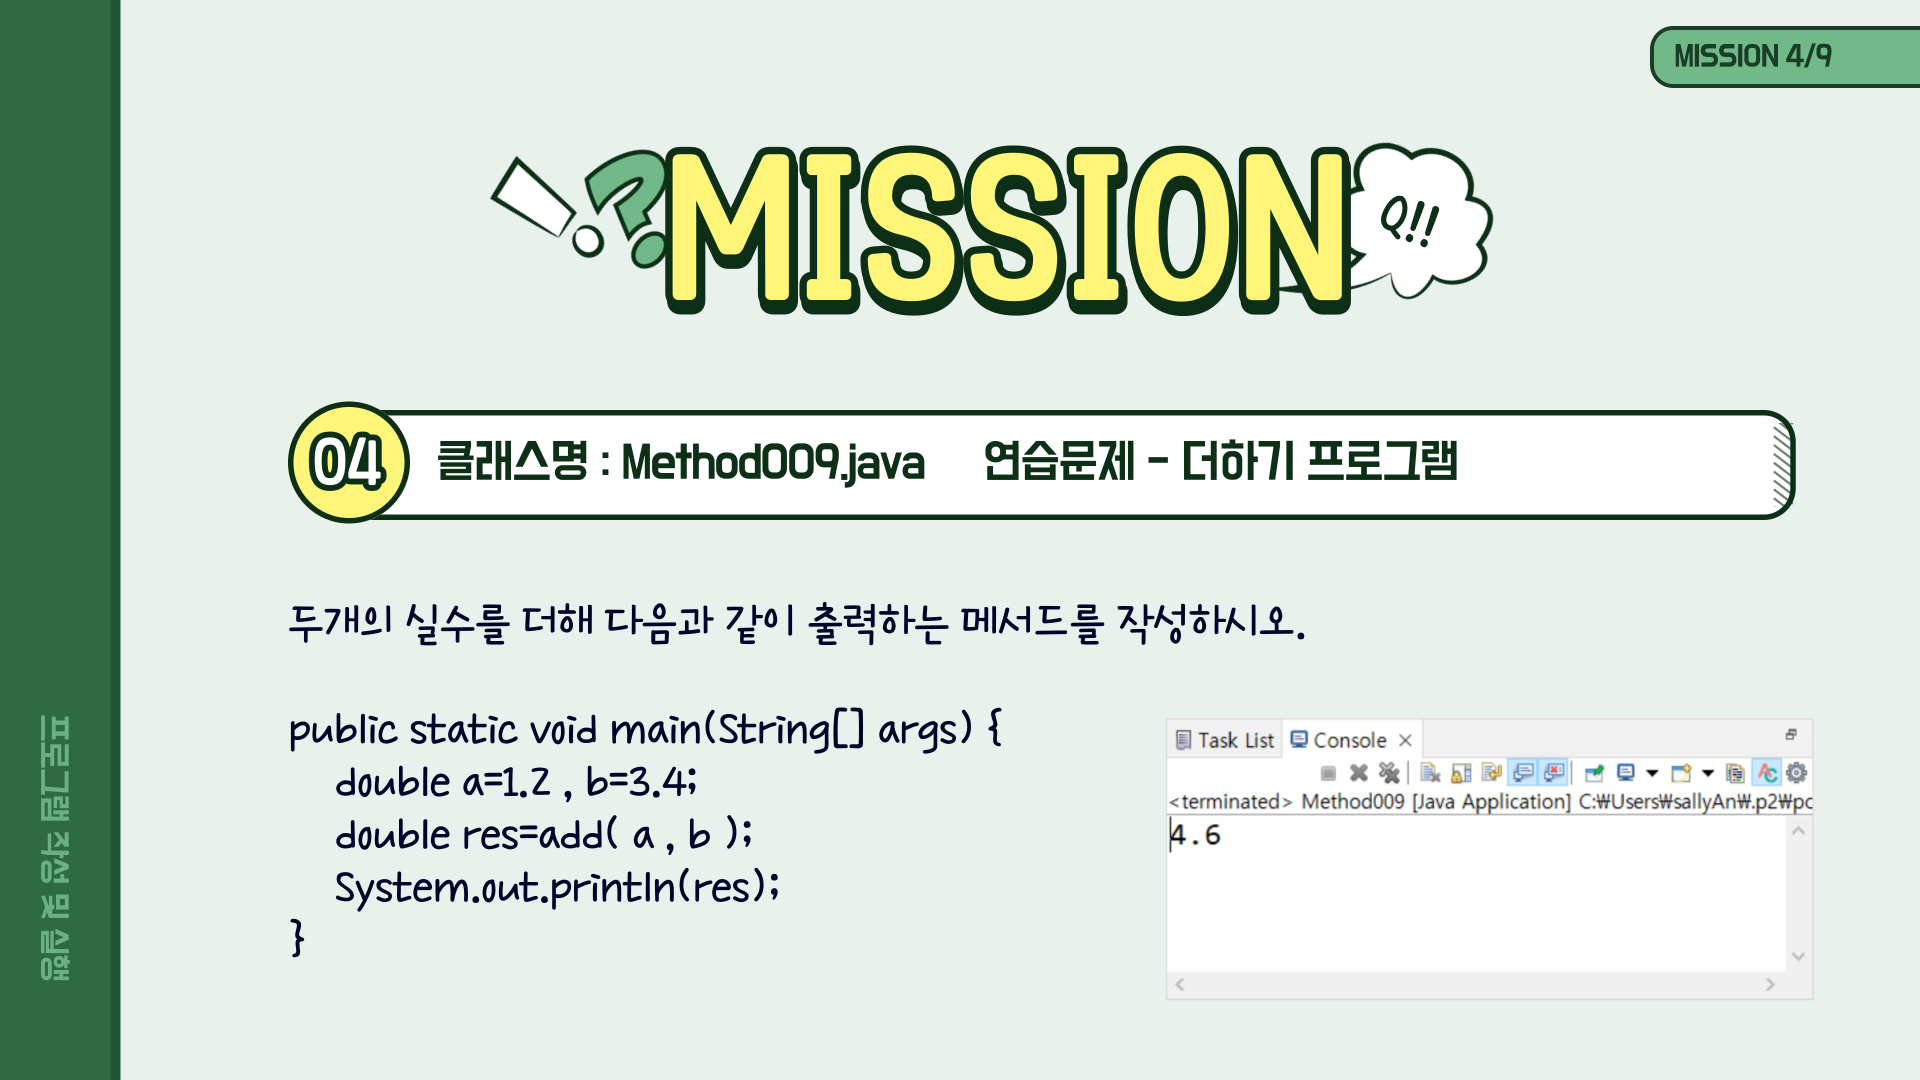 MISSION 4/9
MISSION
Q!!
04
클래스명 : Method009.java 연습문제 - 더하기 프로그램
두개의 실수를 더해 다음과 같이 출력하는 메서드를 작성하시오.
public static void main(String[] args) {
double a=1.2 , b=3.4;
double res=add( a , b );
System.out.println(res);
}
Task List
Console
<terminated> Method009 [Java Application] C:₩Users₩sallyAn₩.p2₩pc
4.6
프로그램 작성 및 실행